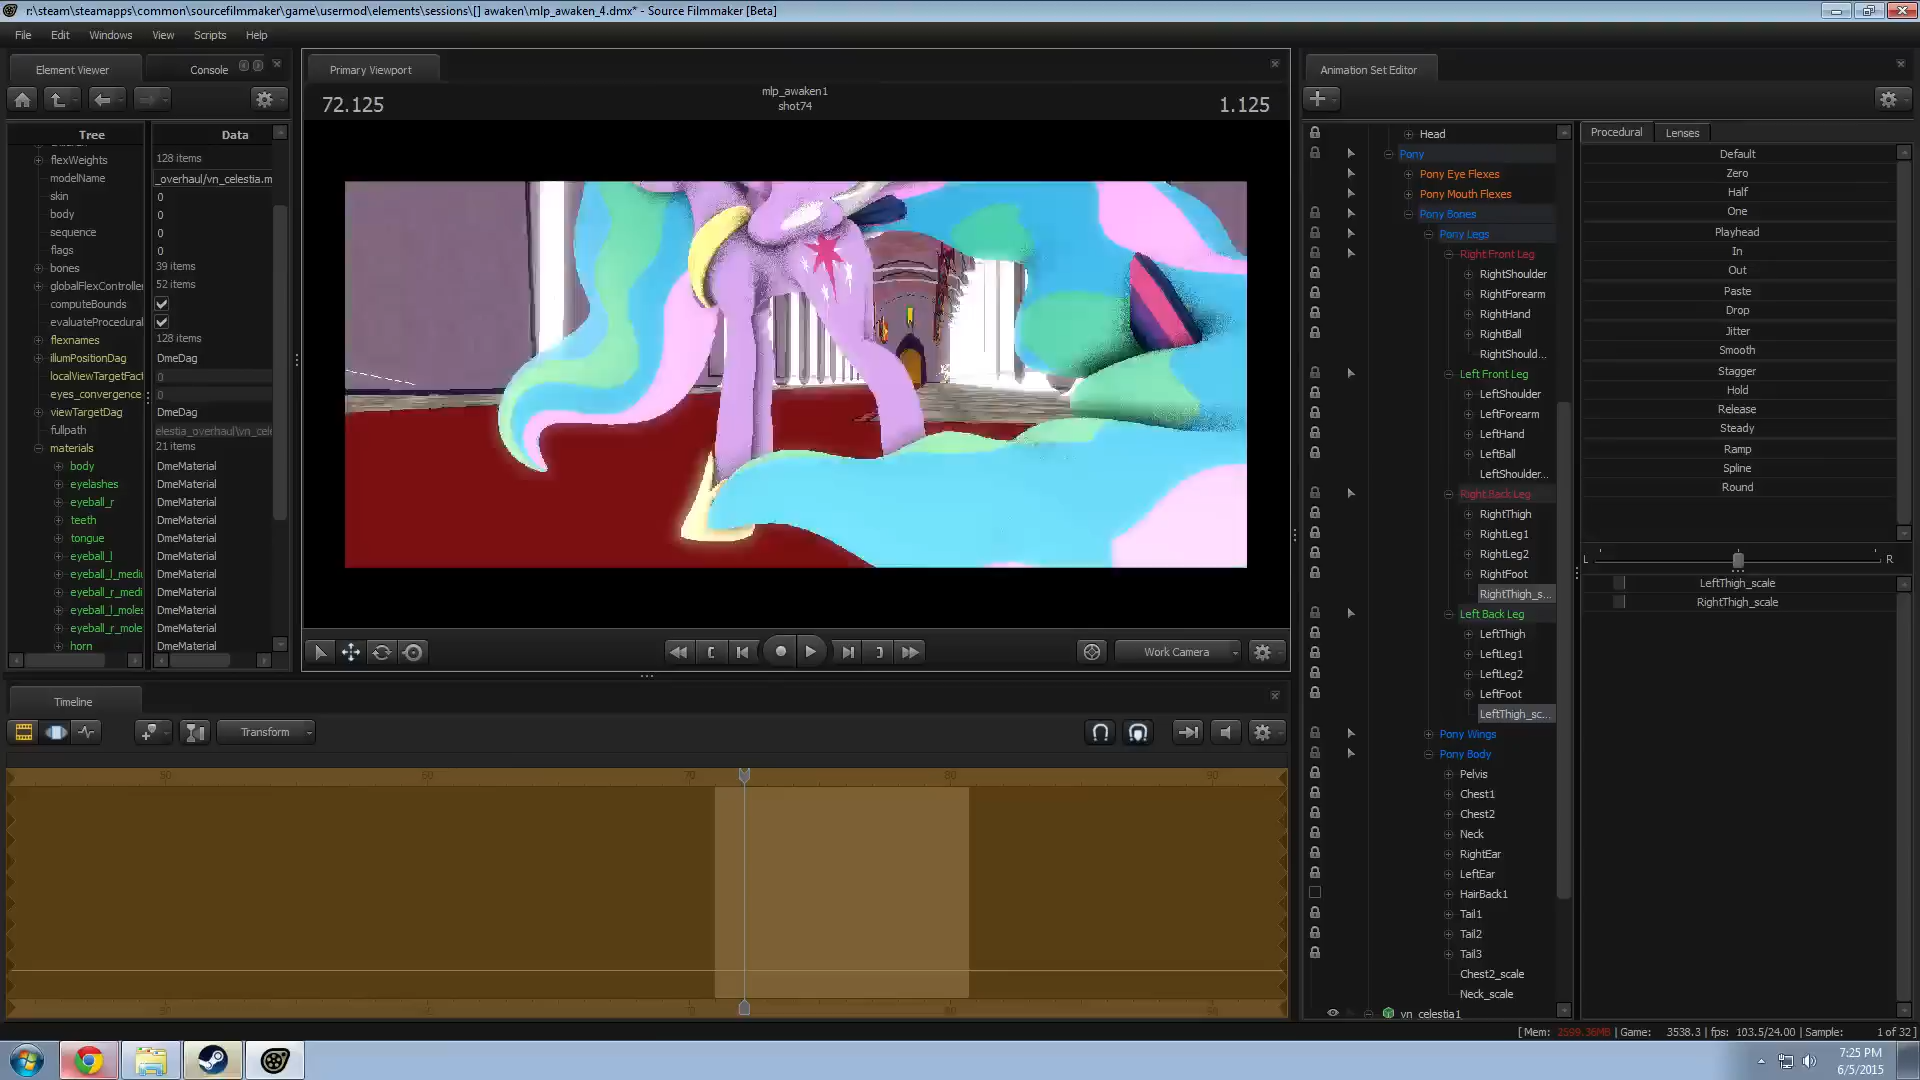 r:\steam\steamapps\common\sourcefilmmaker\game\usermod\elements\sessions\[] awaken\mlp_awaken_4.dmx* - Source Filmmaker [Beta]
File Edit Windows View Scripts Help
Element Viewer
Console
Tree
Data
flexWeights 128 items
modelName _overhaul/vn_celestia.m
skin 0
body 0
sequence 0
flags 0
bones 39 items
globalFlexController 52 items
computeBounds
evaluateProcedural
flexnames 128 items
illumPositionDag DmeDag
localViewTargetFact 0
eyes_convergence 0
viewTargetDag DmeDag
fullpath elestia_overhaul\vn_cele
materials 21 items
body DmeMaterial
eyelashes DmeMaterial
eyeball_r DmeMaterial
teeth DmeMaterial
tongue DmeMaterial
eyeball_l DmeMaterial
eyeball_l_medi DmeMaterial
eyeball_r_medi DmeMaterial
eyeball_l_moles DmeMaterial
eyeball_r_mole DmeMaterial
horn DmeMaterial
Primary Viewport
72.125
mlp_awaken1
shot74
1.125
Work Camera
Timeline
Transform
50 60 70 80 90
Animation Set Editor
Head
Pony
Pony Eye Flexes
Pony Mouth Flexes
Pony Bones
Pony Legs
Right Front Leg
RightShoulder
RightForearm
RightHand
RightBall
RightShould...
Left Front Leg
LeftShoulder
LeftForearm
LeftHand
LeftBall
LeftShoulder...
Right Back Leg
RightThigh
RightLeg1
RightLeg2
RightFoot
RightThigh_s...
Left Back Leg
LeftThigh
LeftLeg1
LeftLeg2
LeftFoot
LeftThigh_sc...
Pony Wings
Pony Body
Pelvis
Chest1
Chest2
Neck
RightEar
LeftEar
HairBack1
Tail1
Tail2
Tail3
Chest2_scale
Neck_scale
vn_celestia1
Procedural
Lenses
Default
Zero
Half
One
Playhead
In
Out
Paste
Drop
Jitter
Smooth
Stagger
Hold
Release
Steady
Ramp
Spline
Round
L R
LeftThigh_scale
RightThigh_scale
[ Mem: 2599.36MB | Game: 3538.3 | fps: 103.5/24.00 | Sample: 1 of 32 ]
7:25 PM
6/5/2015